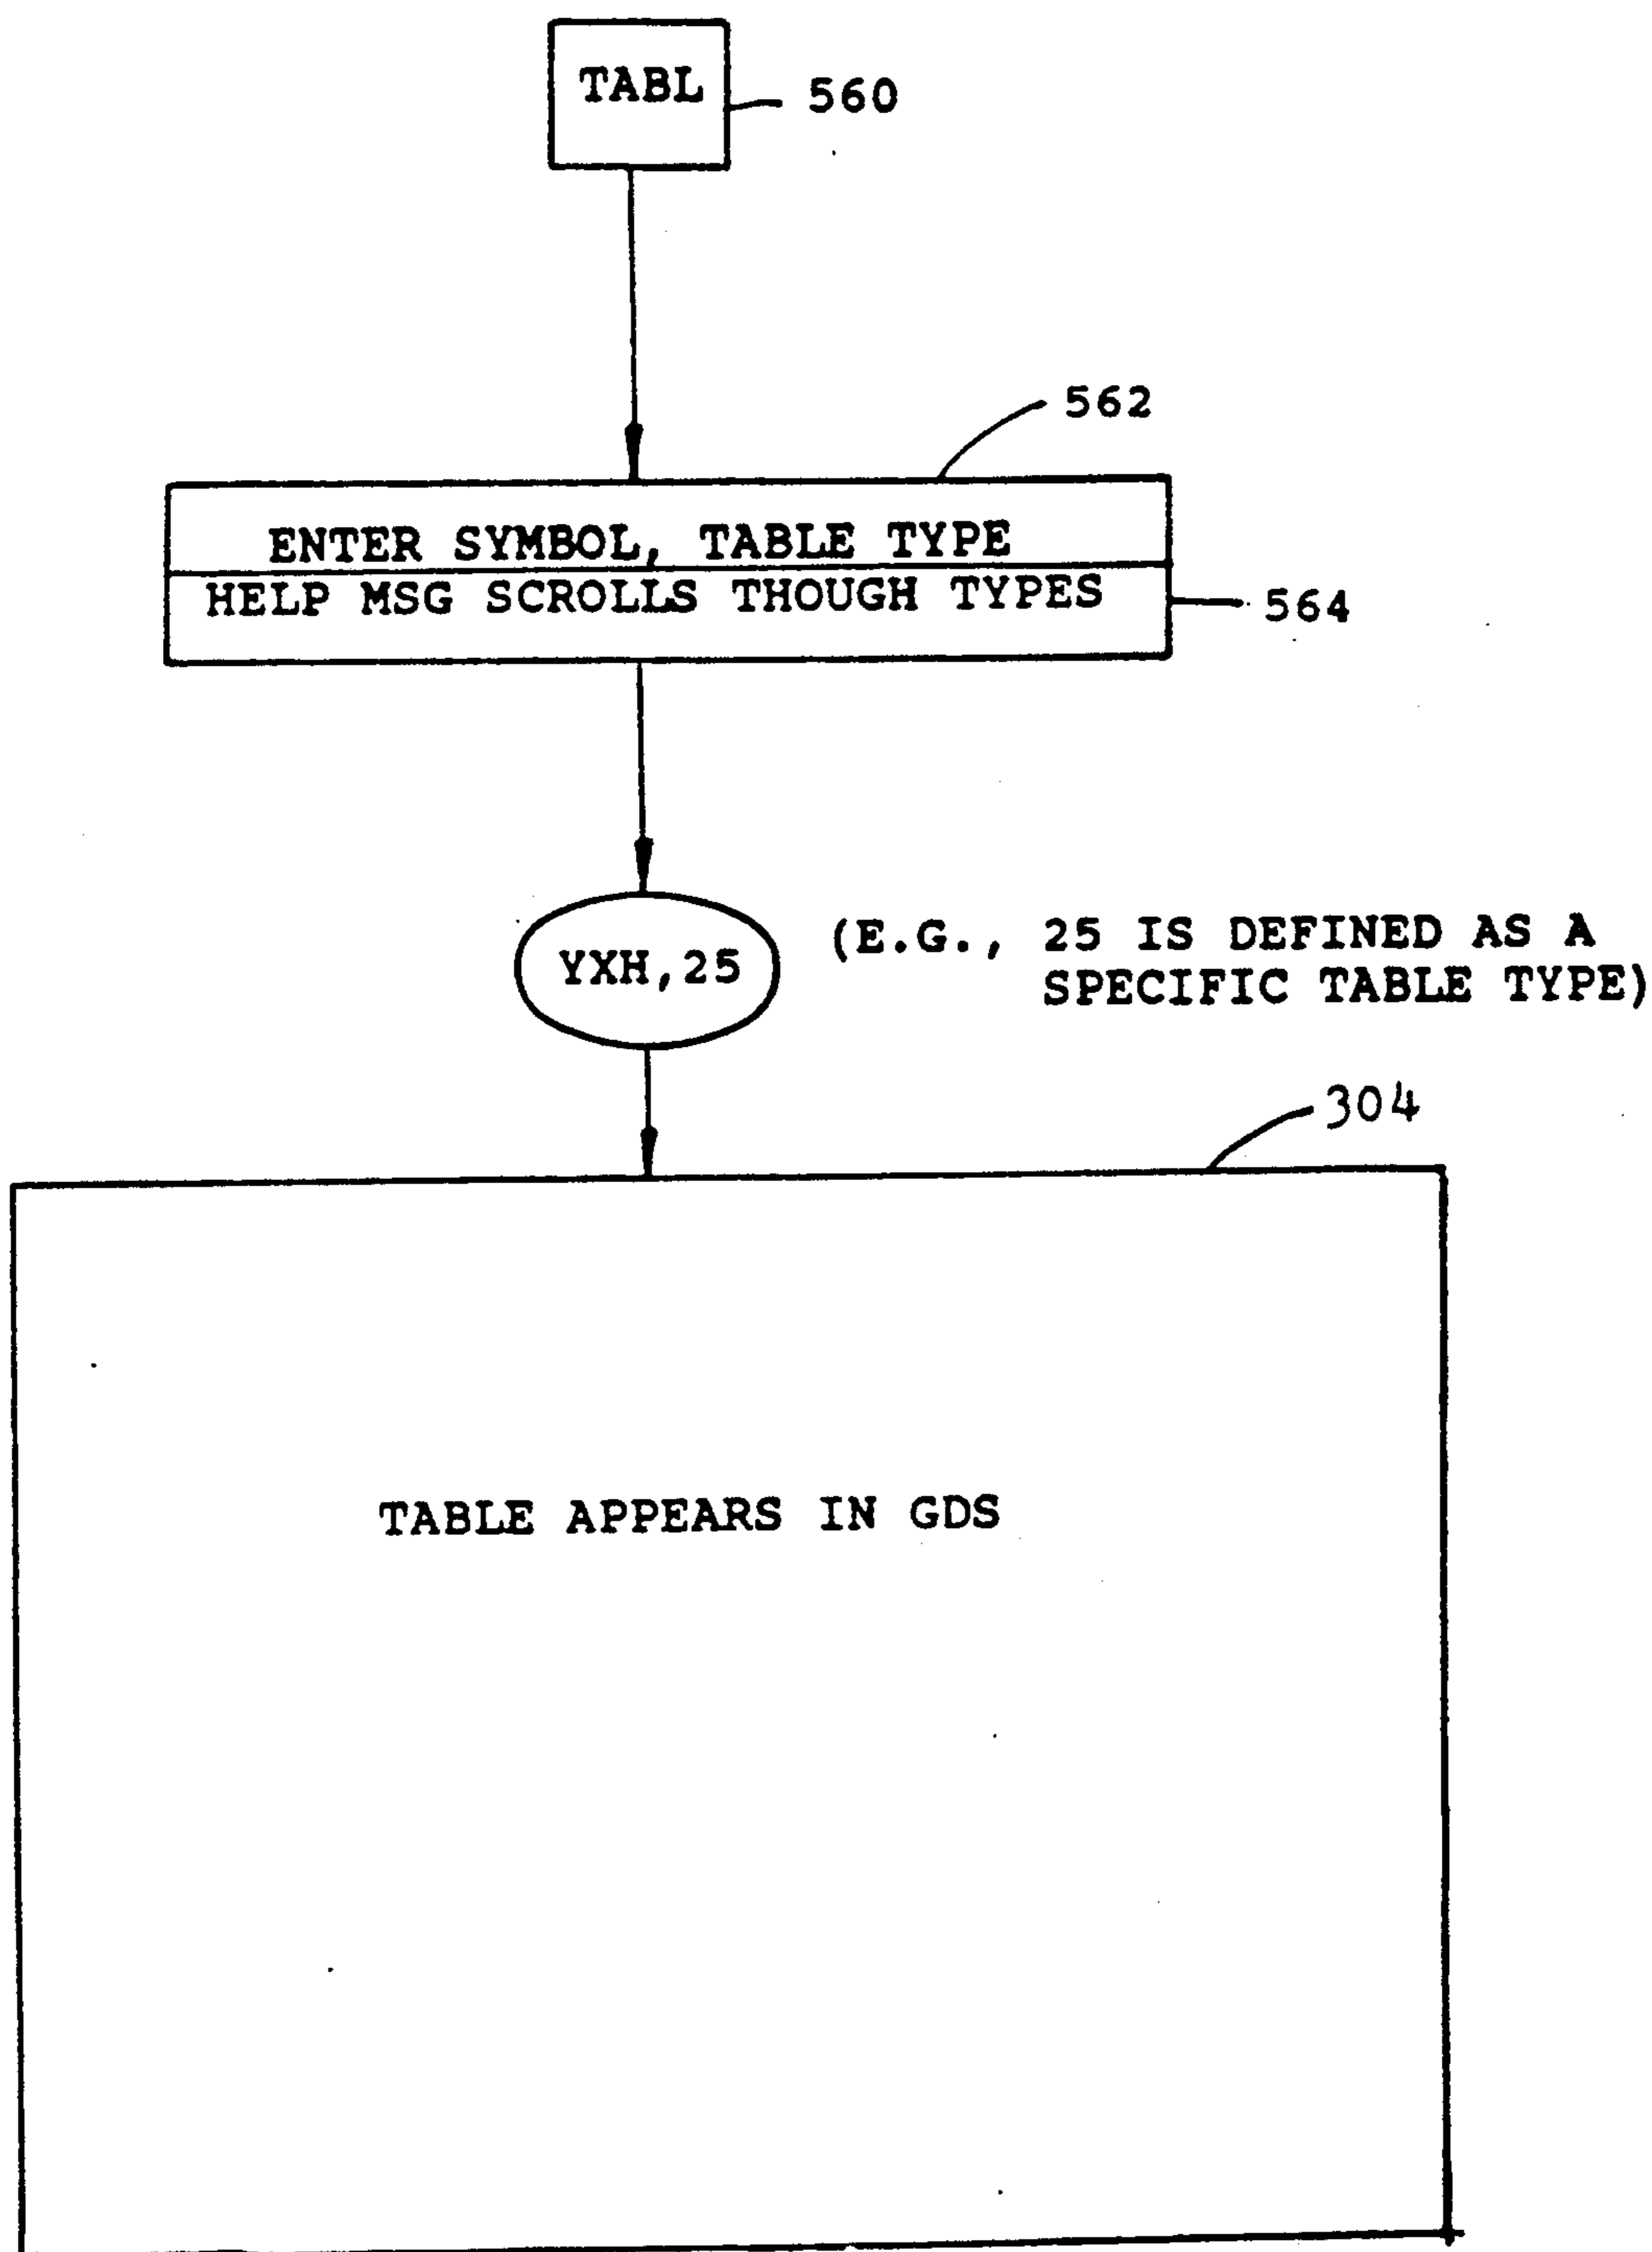 TABL
560
562
ENTER SYMBOL, TABLE TYPE
HELP MSG SCROLLS THOUGH TYPES
564
YXH,25
(E.G., 25 IS DEFINED AS A
SPECIFIC TABLE TYPE)
304
TABLE APPEARS IN GDS